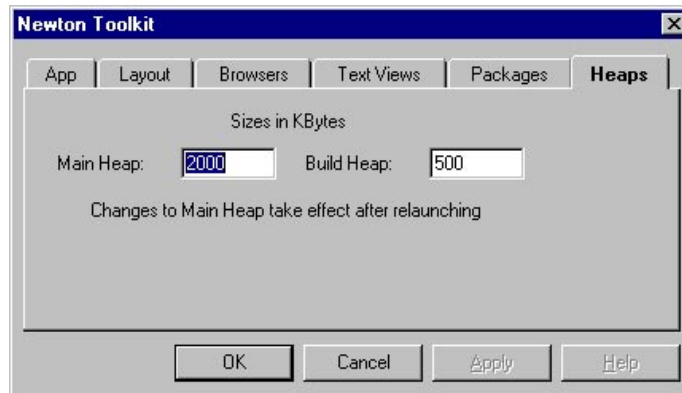 Newton Toolkit
App Layout Browsers Text Views Packages Heaps
Sizes in KBytes
Main Heap: 2000 Build Heap: 500
Changes to Main Heap take effect after relaunching
OK Cancel Apply Help